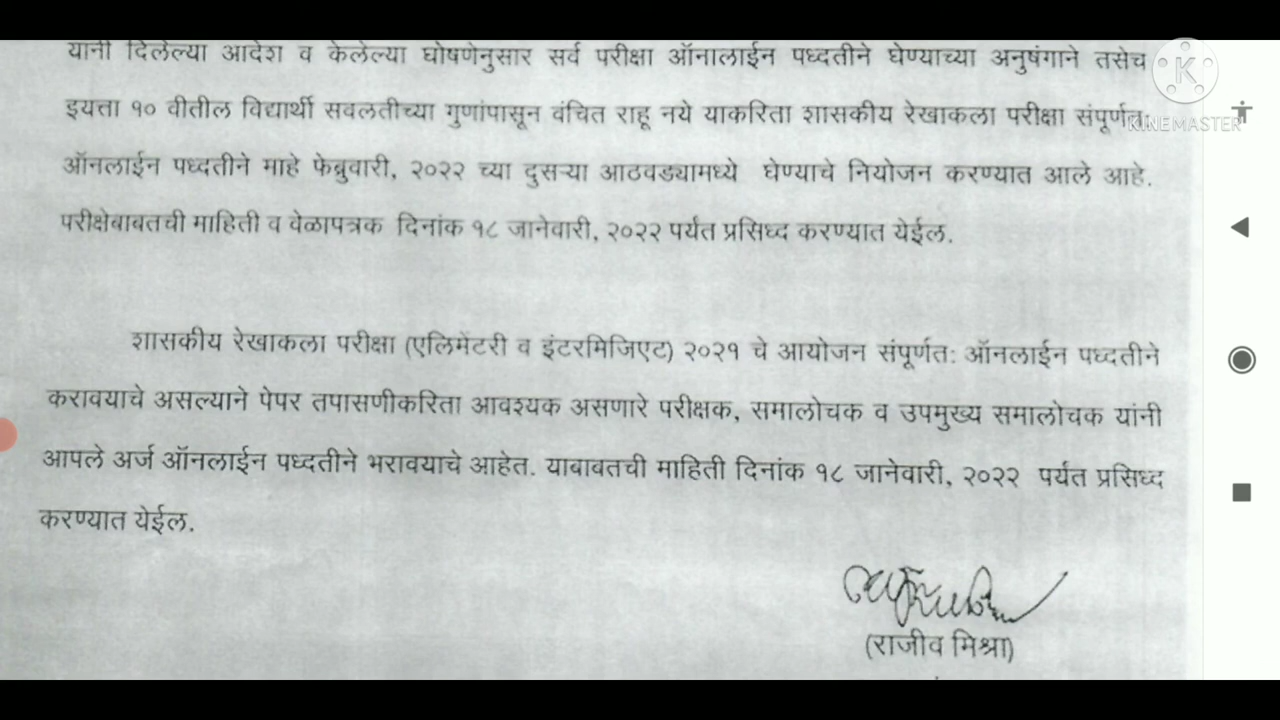 यांनी दिलेल्या आदेश व केलेल्या घोषणेनुसार सर्व परीक्षा ऑनालाईन पध्दतीने घेण्याच्या अनुषंगाने तसेच
इयत्ता १० वीतील विद्यार्थी सवलतीच्या गुणांपासून वंचित राहू नये याकरिता शासकीय रेखाकला परीक्षा संपूर्णत:
ऑनलाईन पध्दतीने माहे फेब्रुवारी, २०२२ च्या दुसऱ्या आठवड्यामध्ये घेण्याचे नियोजन करण्यात आले आहे.
परीक्षेबाबतची माहिती व वेळापत्रक दिनांक १८ जानेवारी, २०२२ पर्यंत प्रसिध्द करण्यात येईल.
शासकीय रेखाकला परीक्षा (एलिमेंटरी व इंटरमिजिएट) २०२१ चे आयोजन संपूर्णत: ऑनलाईन पध्दतीने
करावयाचे असल्याने पेपर तपासणीकरिता आवश्यक असणारे परीक्षक, समालोचक व उपमुख्य समालोचक यांनी
आपले अर्ज ऑनलाईन पध्दतीने भरावयाचे आहेत. याबाबतची माहिती दिनांक १८ जानेवारी, २०२२ पर्यंत प्रसिध्द
करण्यात येईल.
(राजीव मिश्रा)
K
KINEMASTER